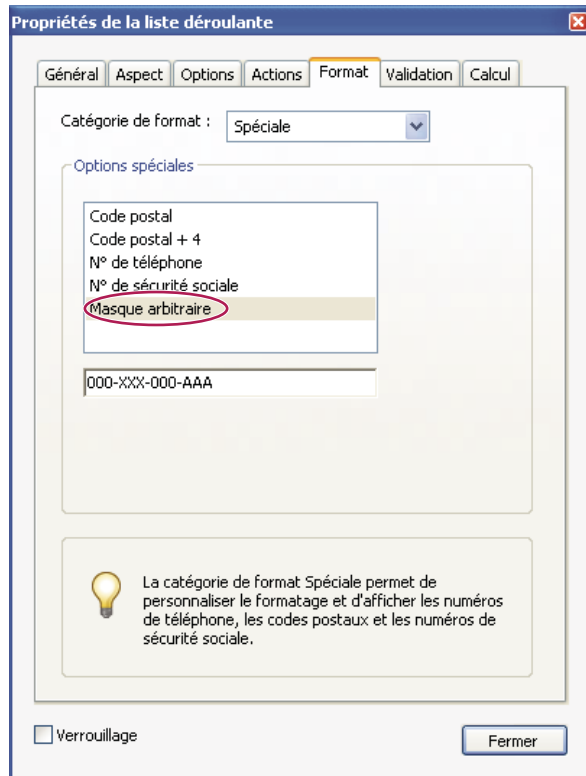 Propriétés de la liste déroulante
Général Aspect Options Actions Format Validation Calcul
Catégorie de format : Spéciale
Options spéciales
Code postal
Code postal + 4
N° de téléphone
N° de sécurité sociale
Masque arbitraire
000-XXX-000-AAA
La catégorie de format Spéciale permet de
personnaliser le formatage et d'afficher les numéros
de téléphone, les codes postaux et les numéros de
sécurité sociale.
Verrouillage Fermer